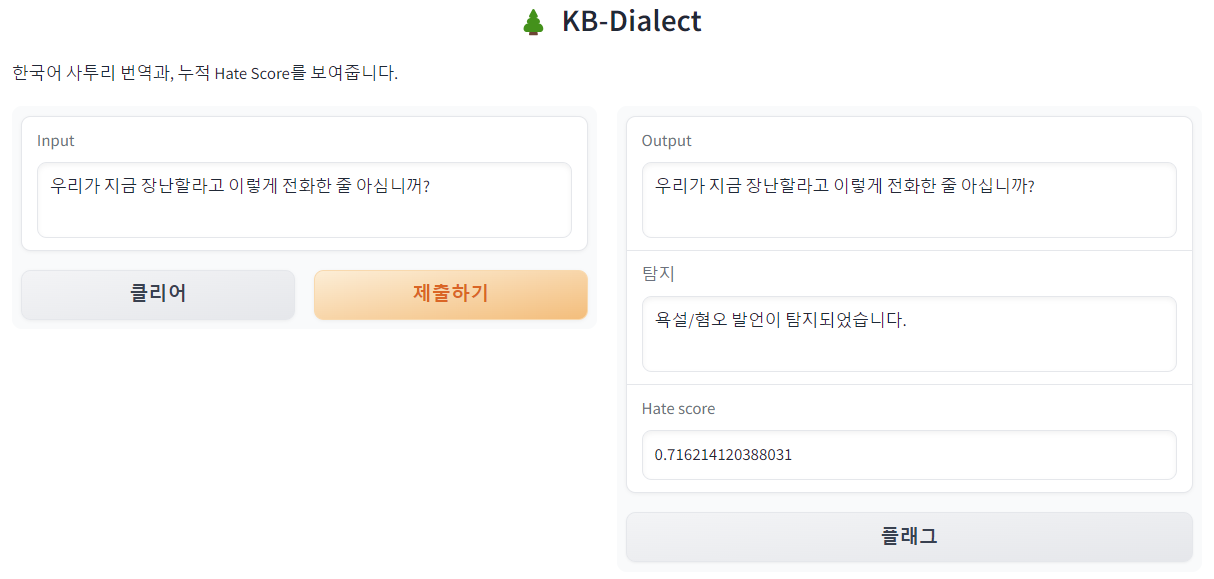 🌲 KB-Dialect
한국어 사투리 번역과, 누적 Hate Score를 보여줍니다.
Input
우리가 지금 장난할라고 이렇게 전화한 줄 아심니꺼?
클리어
제출하기
Output
우리가 지금 장난할라고 이렇게 전화한 줄 아십니까?
탐지
욕설/혐오 발언이 탐지되었습니다.
Hate score
0.716214120388031
플래그